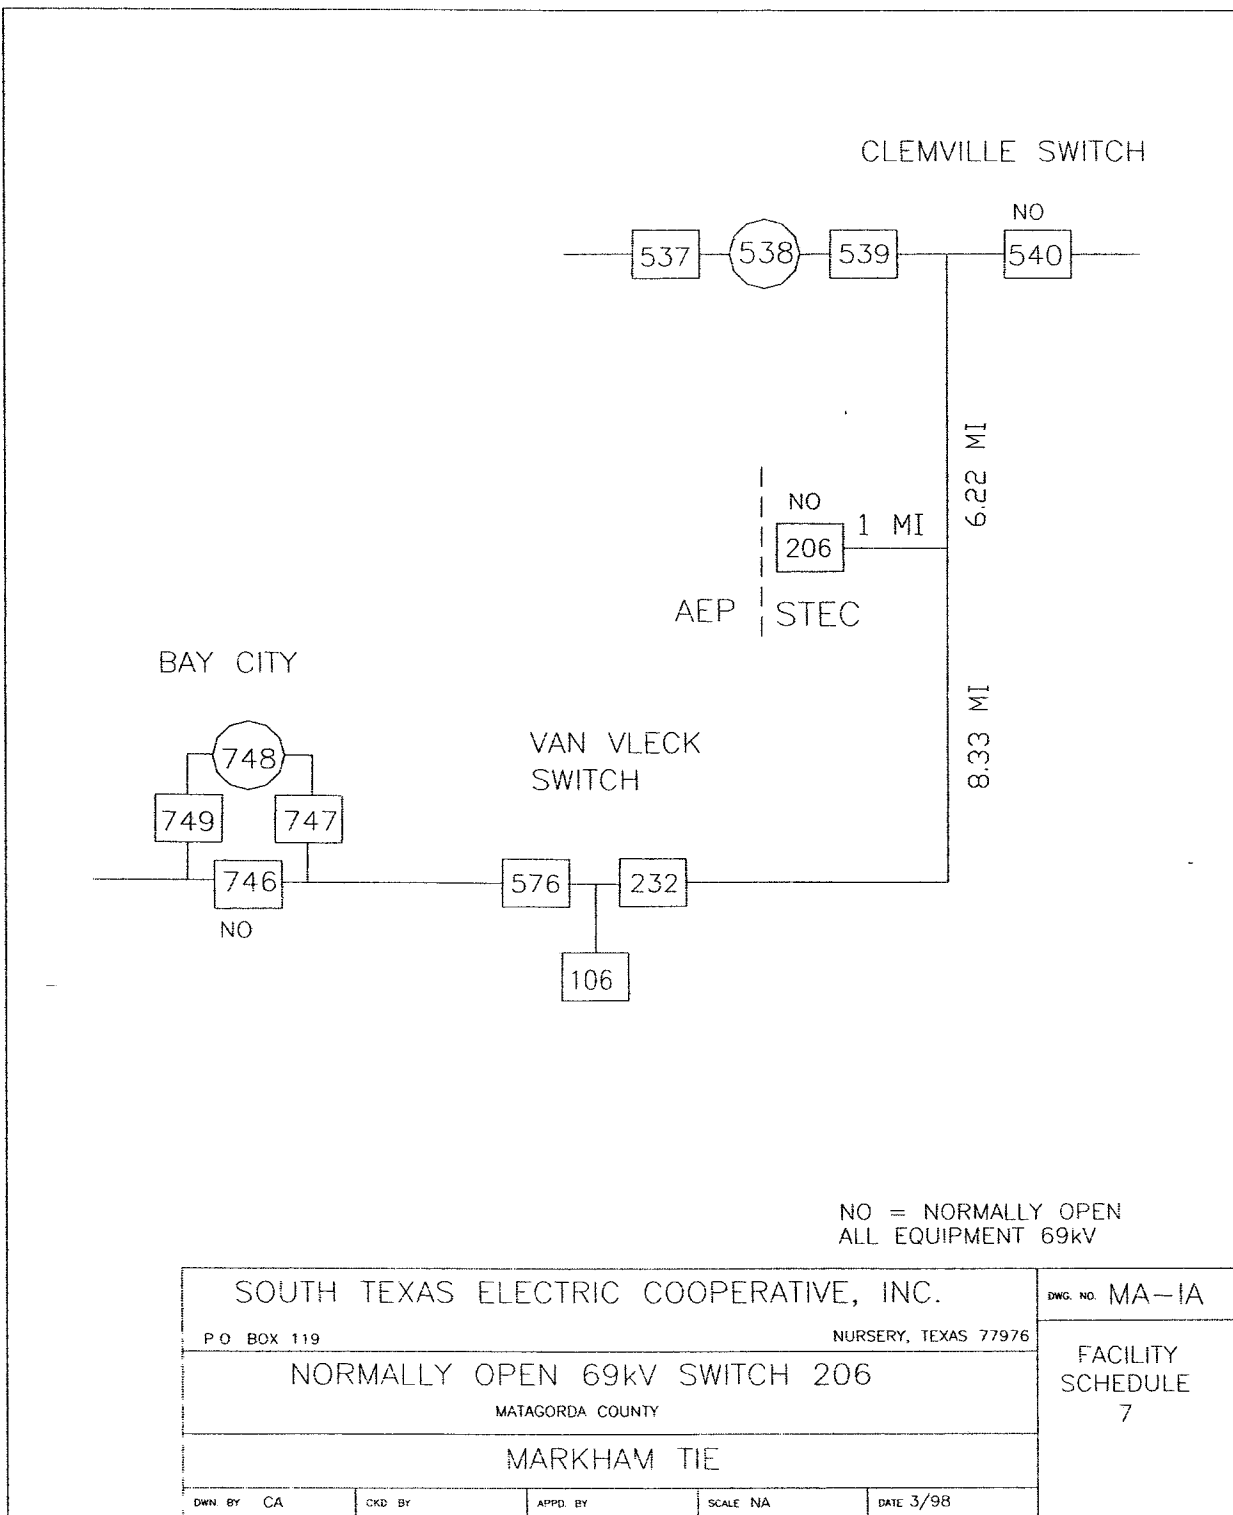 CLEMVILLE SWITCH
NO
537
538
539
540
6.22 MI
NO
206
1 MI
AEP
STEC
BAY CITY
8.33 MI
748
VAN VLECK
SWITCH
749
747
746
576
232
NO
106
NO = NORMALLY OPEN
ALL EQUIPMENT 69kV
SOUTH TEXAS ELECTRIC COOPERATIVE, INC.
DWG. NO. MA-IA
P O BOX 119
NURSERY, TEXAS 77976
NORMALLY OPEN 69kV SWITCH 206
FACILITY
SCHEDULE
7
MATAGORDA COUNTY
MARKHAM TIE
DWN. BY CA
CKD BY
APPD. BY
SCALE NA
DATE 3/98